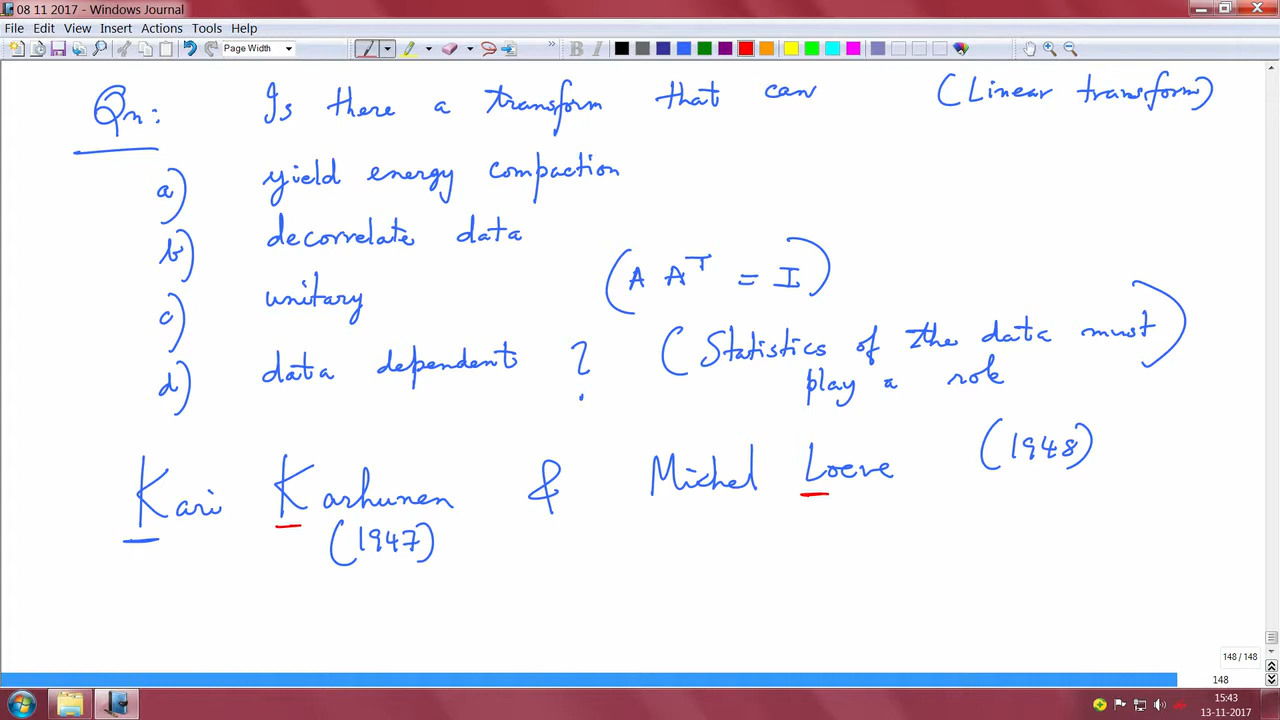 08 11 2017 - Windows Journal
File Edit View Insert Actions Tools Help
Page Width
Qn: Is there a transform that can (Linear transform)
a) yield energy compaction
b) decorrelate data
c) unitary (A Aᵀ = I)
d) data dependent ? (Statistics of the data must
play a role)
Kari Karhunen & Michel Loeve (1948)
(1947)
148 / 148
148
15:43
13-11-2017